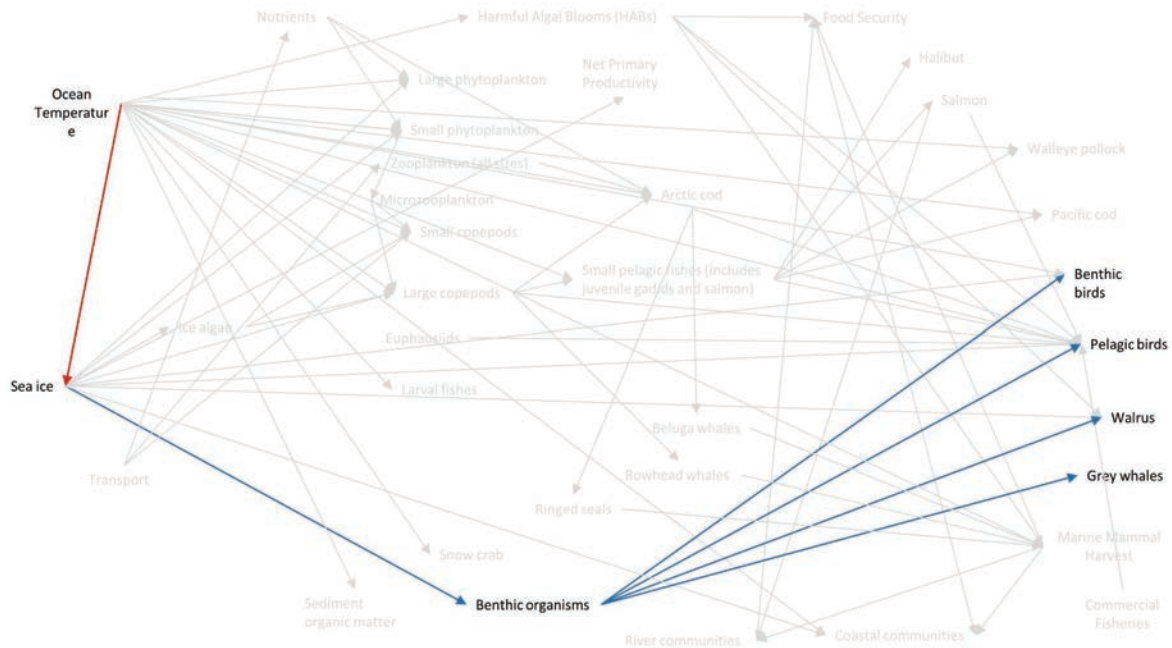 Nutrients
Harmful Algal Blooms (HABs)
Food Security
Net Primary
Productivity
Halibut
Large phytoplankton
Ocean
Temperatur
e
Salmon
Small phytoplankton
Walleye pollock
Zooplankton (all sizes)
Microzooplankton
Arctic cod
Pacific cod
Small copepods
Small pelagic fishes (includes
juvenile gadids and salmon)
Benthic
birds
Large copepods
Ice algae
Euphausiids
Pelagic birds
Sea ice
Larval fishes
Walrus
Beluga whales
Transport
Bowhead whales
Grey whales
Ringed seals
Marine Mammal
Harvest
Snow crab
Sediment
organic matter
Benthic organisms
Commercial
Fisheries
River communities
Coastal communities